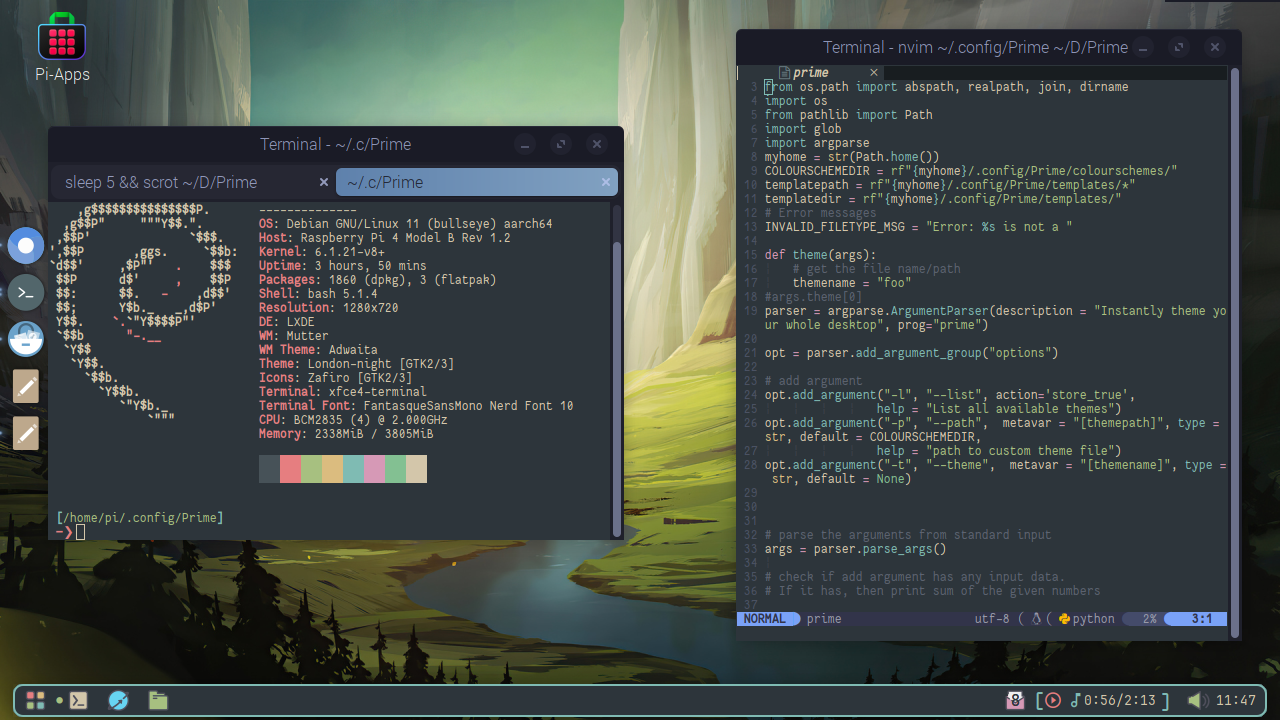 Pi-Apps
Terminal - ~/.c/Prime
sleep 5 && scrot ~/D/Prime
~/.c/Prime
--------------
OS: Debian GNU/Linux 11 (bullseye) aarch64
Host: Raspberry Pi 4 Model B Rev 1.2
Kernel: 6.1.21-v8+
Uptime: 3 hours, 50 mins
Packages: 1860 (dpkg), 3 (flatpak)
Shell: bash 5.1.4
Resolution: 1280x720
DE: LXDE
WM: Mutter
WM Theme: Adwaita
Theme: London-night [GTK2/3]
Icons: Zafiro [GTK2/3]
Terminal: xfce4-terminal
Terminal Font: FantasqueSansMono Nerd Font 10
CPU: BCM2835 (4) @ 2.000GHz
Memory: 2338MiB / 3805MiB
[/home/pi/.config/Prime]
Terminal - nvim ~/.config/Prime ~/D/Prime
prime
3 from os.path import abspath, realpath, join, dirname
4 import os
5 from pathlib import Path
6 import glob
7 import argparse
8 myhome = str(Path.home())
9 COLOURSCHEMEDIR = rf"{myhome}/.config/Prime/colourschemes/"
10 templatepath = rf"{myhome}/.config/Prime/templates/*"
11 templatedir = rf"{myhome}/.config/Prime/templates/"
12 # Error messages
13 INVALID_FILETYPE_MSG = "Error: %s is not a "
14
15 def theme(args):
16 # get the file name/path
17 themename = "foo"
18 #args.theme[0]
19 parser = argparse.ArgumentParser(description = "Instantly theme yo
ur whole desktop", prog="prime")
20
21 opt = parser.add_argument_group("options")
22
23 # add argument
24 opt.add_argument("-l", "--list", action='store_true',
25 help = "List all available themes")
26 opt.add_argument("-p", "--path",  metavar = "[themepath]", type =
str, default = COLOURSCHEMEDIR,
27 help = "path to custom theme file")
28 opt.add_argument("-t", "--theme",  metavar = "[themename]", type =
str, default = None)
29
30
31
32 # parse the arguments from standard input
33 args = parser.parse_args()
34
35 # check if add argument has any input data.
36 # If it has, then print sum of the given numbers
37
NORMAL prime utf-8 python 2% 3:1
8 [0:56/2:13 ] 11:47